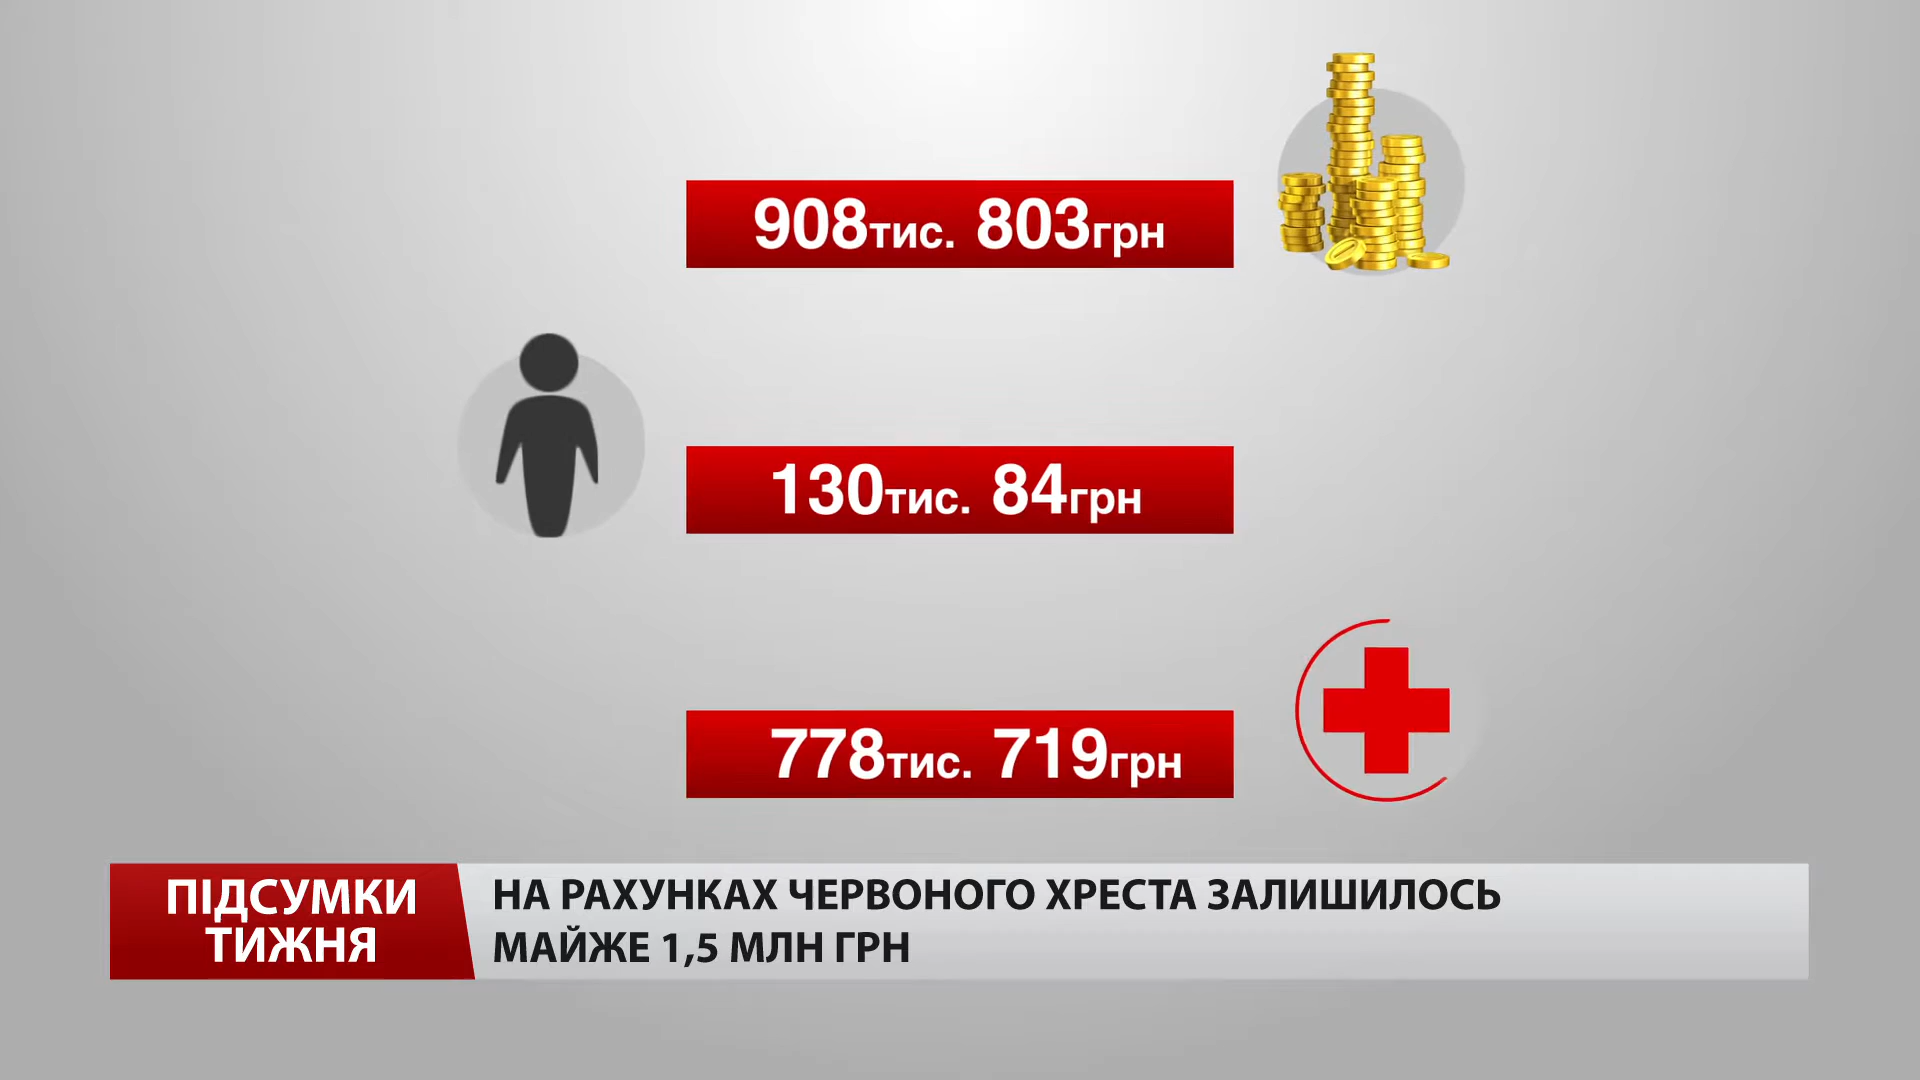 908тис. 803грн
130тис. 84грн
778тис. 719грн
ПІДСУМКИ
ТИЖНЯ
НА РАХУНКАХ ЧЕРВОНОГО ХРЕСТА ЗАЛИШИЛОСЬ
МАЙЖЕ 1,5 МЛН ГРН